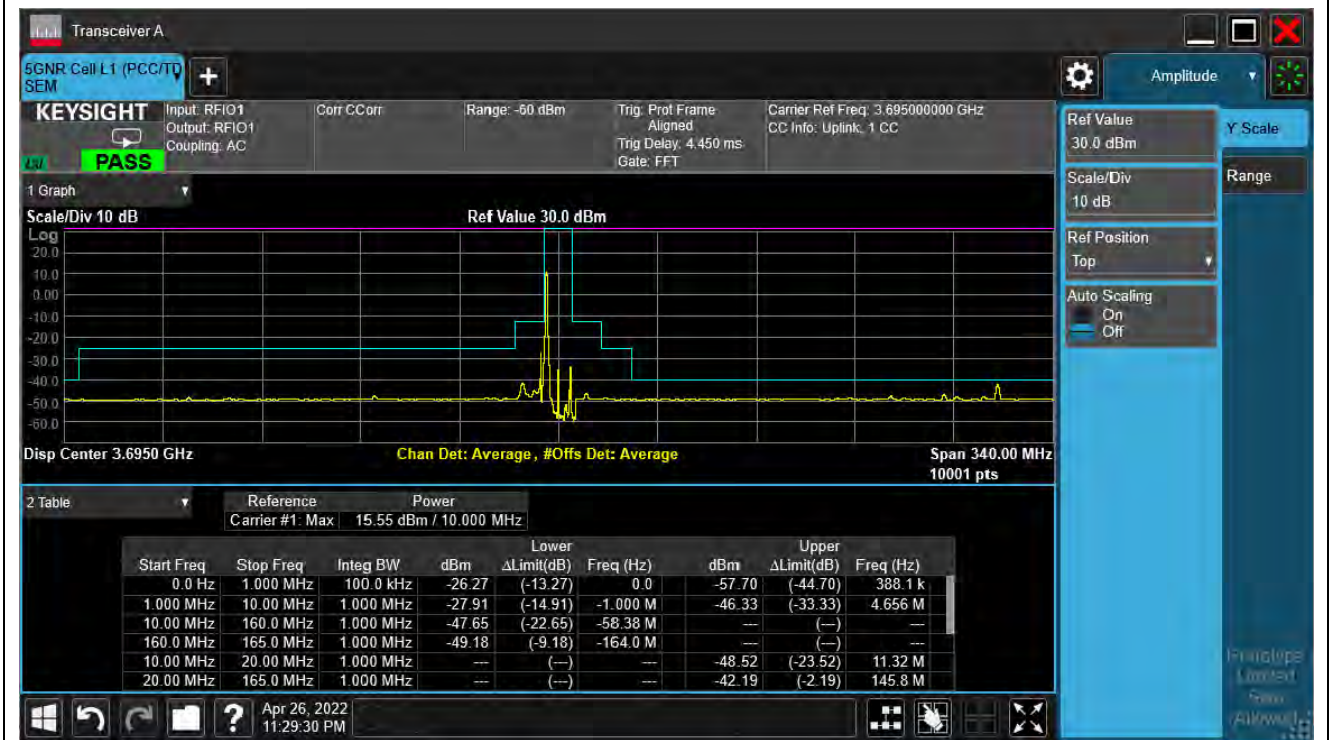 Transceiver A
5GNR Cell L1 (PCC/TD
SEM
+
Amplitude
KEYSIGHT
Input: RFIO1
Output: RFIO1
Coupling: AC
Corr CCorr
Range: -60 dBm
Trig: Prot Frame
Aligned
Trig Delay: 4.450 ms
Gate: FFT
Carrier Ref Freq: 3.695000000 GHz
CC Info: Uplink, 1 CC
PASS
Ref Value
30.0 dBm
Y Scale
Scale/Div
10 dB
Range
Ref Position
Top
Auto Scaling
On
Off
1 Graph
Scale/Div 10 dB
Ref Value 30.0 dBm
Log
20.0
10.0
0.00
-10.0
-20.0
-30.0
-40.0
-50.0
-60.0
Disp Center 3.6950 GHz
Chan Det: Average , #Offs Det: Average
Span 340.00 MHz
10001 pts
2 Table
Reference Power
Carrier #1: Max 15.55 dBm / 10.000 MHz
Lower Upper
Start Freq Stop Freq Integ BW dBm ΔLimit(dB) Freq (Hz) dBm ΔLimit(dB) Freq (Hz)
0.0 Hz 1.000 MHz 100.0 kHz -26.27 (-13.27) 0.0 -57.70 (-44.70) 388.1 k
1.000 MHz 10.00 MHz 1.000 MHz -27.91 (-14.91) -1.000 M -46.33 (-33.33) 4.656 M
10.00 MHz 160.0 MHz 1.000 MHz -47.65 (-22.65) -58.38 M --- (---) ---
160.0 MHz 165.0 MHz 1.000 MHz -49.18 (-9.18) -164.0 M --- (---) ---
10.00 MHz 20.00 MHz 1.000 MHz --- (---) --- -48.52 (-23.52) 11.32 M
20.00 MHz 165.0 MHz 1.000 MHz --- (---) --- -42.19 (-2.19) 145.8 M
?
Apr 26, 2022
11:29:30 PM